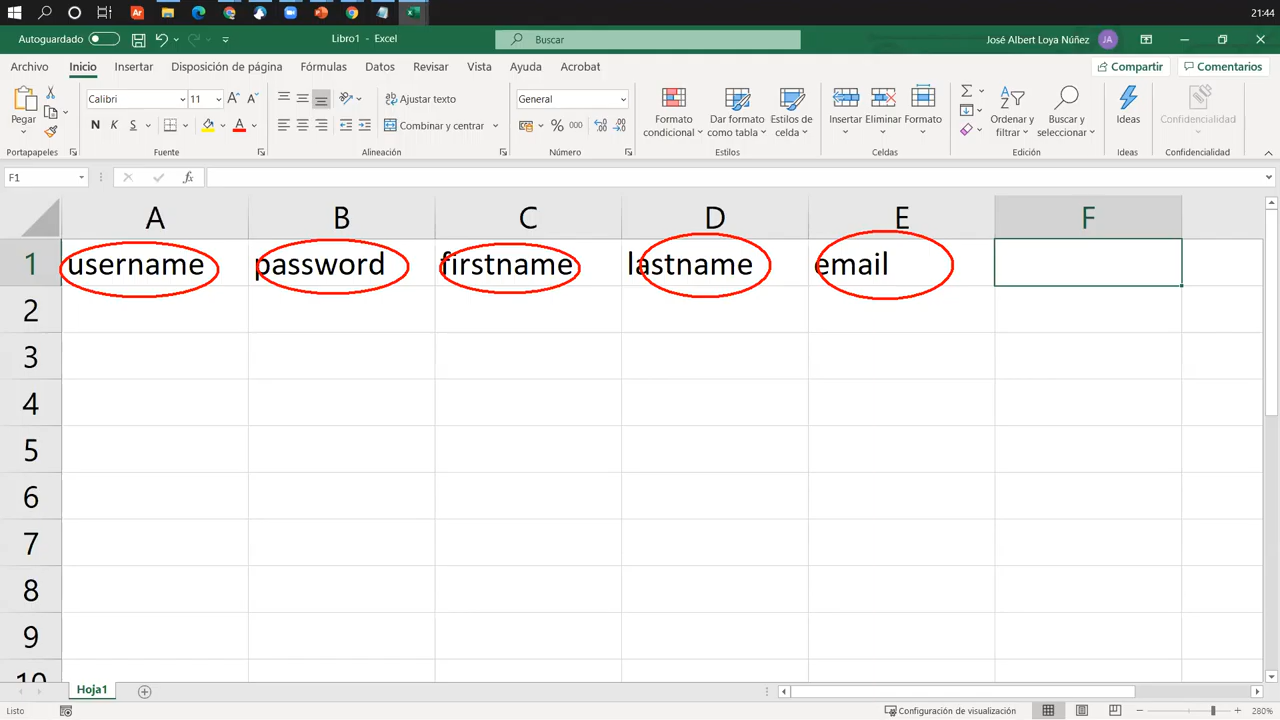 21:44
Autoguardado
Libro1 - Excel
Buscar
José Albert Loya Núñez
JA
Archivo Inicio Insertar Disposición de página Fórmulas Datos Revisar Vista Ayuda Acrobat
Compartir
Comentarios
Pegar
Calibri
11
N K S
Ajustar texto
Combinar y centrar
General
% 000
Formato condicional
Dar formato como tabla
Estilos de celda
Insertar
Eliminar
Formato
Ordenar y filtrar
Buscar y seleccionar
Ideas
Confidencialidad
Portapapeles Fuente Alineación Número Estilos Celdas Edición Ideas Confidencialidad
F1
fx
A B C D E F
1 username password firstname lastname email
2
3
4
5
6
7
8
9
10
Hoja1
Listo
Configuración de visualización
280%